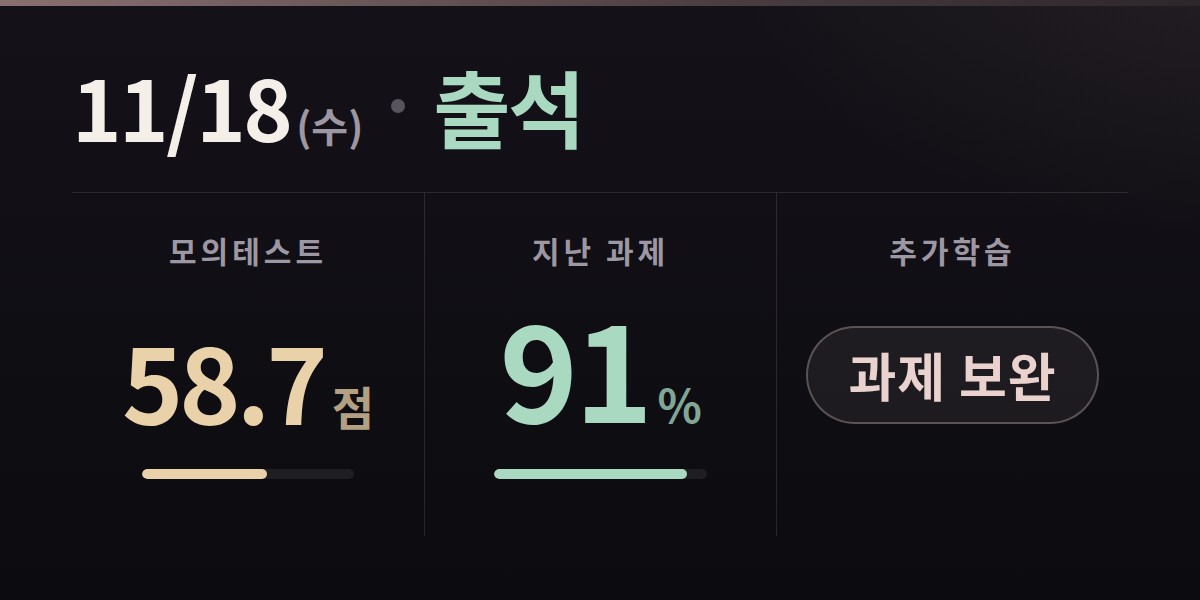 11/18(수) • 출석
모의테스트
58.7점
지난 과제
91%
추가학습
과제 보완